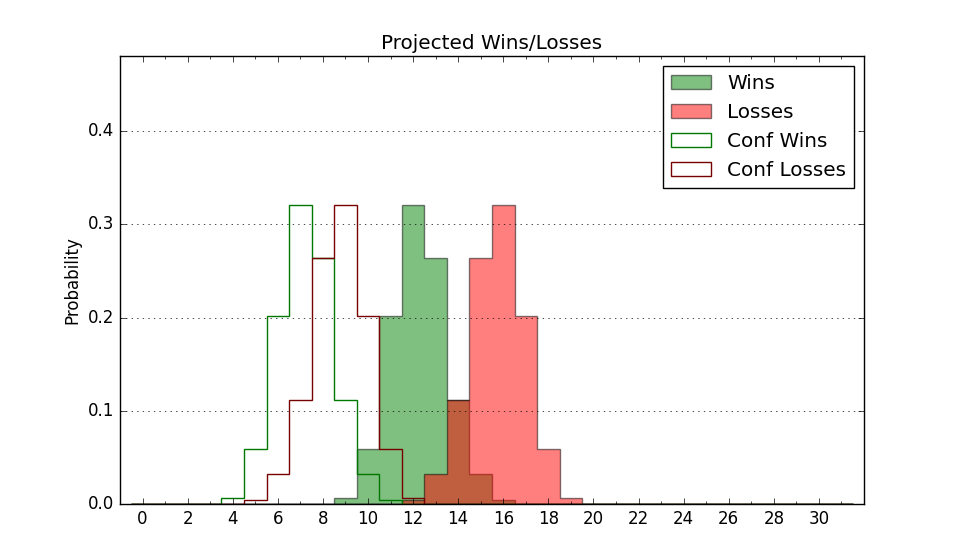 Projected Wins/Losses
Wins
Losses
Conf Wins
Conf Losses
Probability
0.4
0.3
0.2
0.1
0.0
0 2 4 6 8 10 12 14 16 18 20 22 24 26 28 30